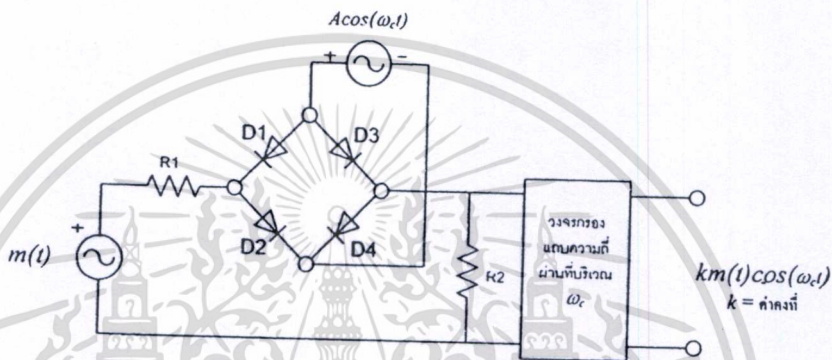 Acos(ω_ct)
+
−
D1
D3
R1
+
m(t)
D2
D4
R2
วงจรกรอง
แถบความถี่
ผ่านที่บริเวณ
ω_c
km(t)cos(ω_ct)
k = ค่าคงที่